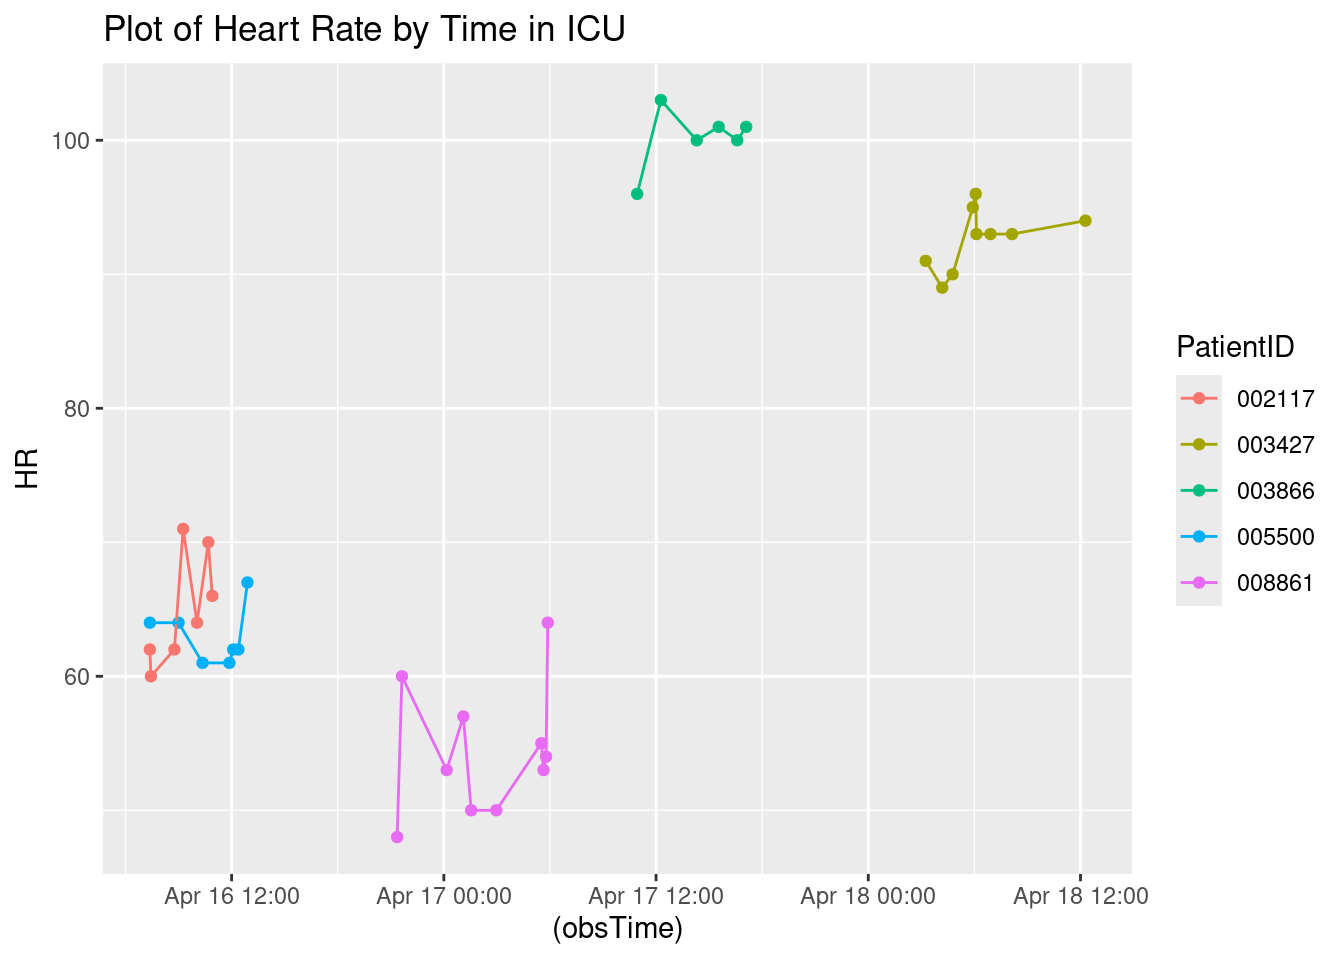 Plot of Heart Rate by Time in ICU
100
80
60
HR
Apr 16 12:00
Apr 17 00:00
Apr 17 12:00
Apr 18 00:00
Apr 18 12:00
(obsTime)
PatientID
002117
003427
003866
005500
008861